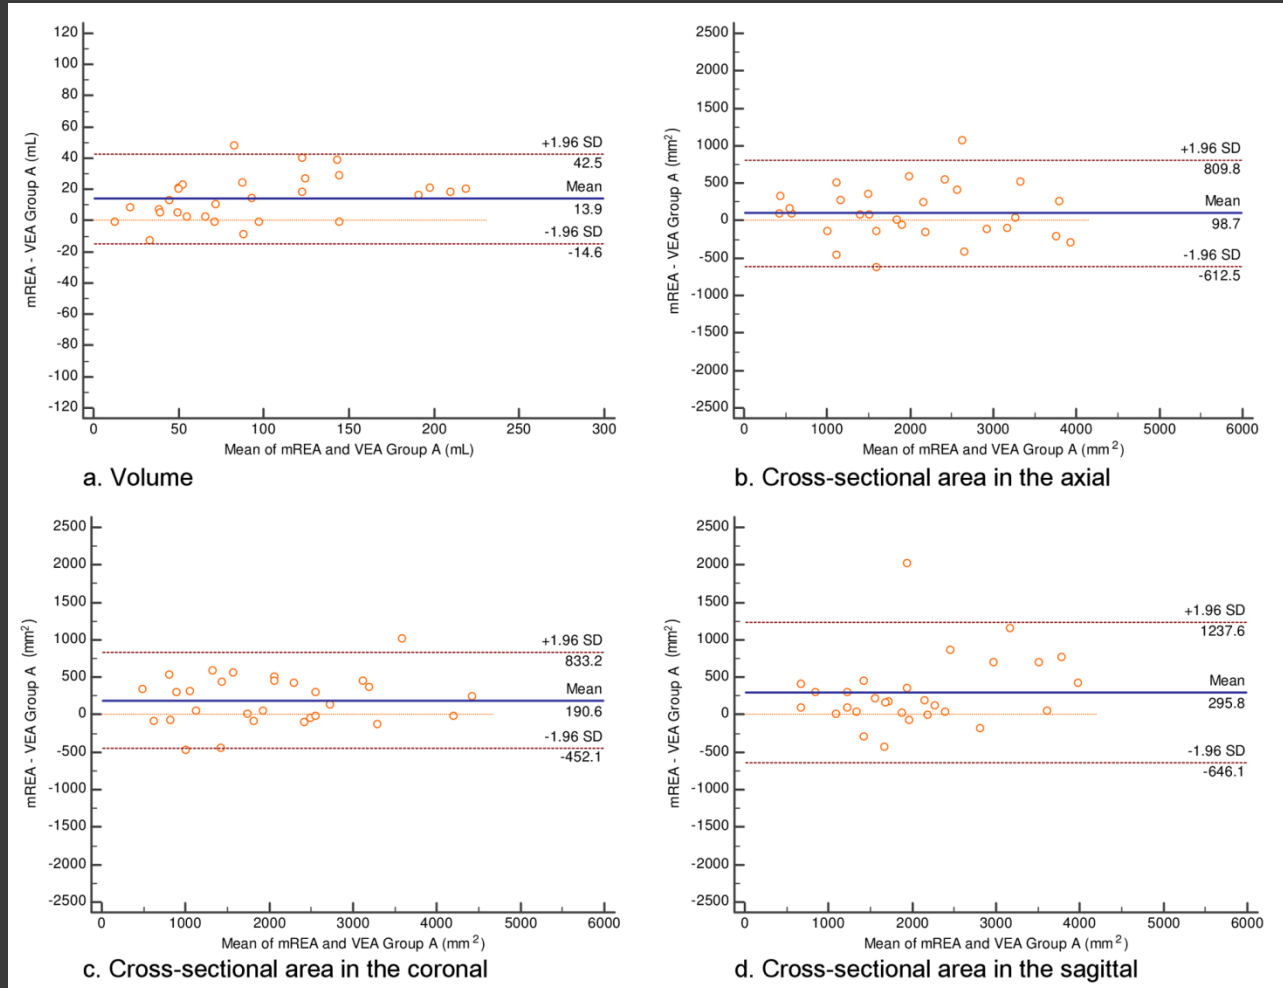 120
100
80
60
40
20
0
-20
-40
-60
-80
-100
-120
mREA - VEA Group A (mL)
+1.96 SD
42.5
Mean
13.9
-1.96 SD
-14.6
0 50 100 150 200 250 300
Mean of mREA and VEA Group A (mL)
a. Volume
2500
2000
1500
1000
500
0
-500
-1000
-1500
-2000
-2500
mREA - VEA Group A (mm2)
+1.96 SD
809.8
Mean
98.7
-1.96 SD
-612.5
0 1000 2000 3000 4000 5000 6000
Mean of mREA and VEA Group A (mm2)
b. Cross-sectional area in the axial
2500
2000
1500
1000
500
0
-500
-1000
-1500
-2000
-2500
mREA - VEA Group A (mm2)
+1.96 SD
833.2
Mean
190.6
-1.96 SD
-452.1
0 1000 2000 3000 4000 5000 6000
Mean of mREA and VEA Group A (mm2)
c. Cross-sectional area in the coronal
2500
2000
1500
1000
500
0
-500
-1000
-1500
-2000
-2500
mREA - VEA Group A (mm2)
+1.96 SD
1237.6
Mean
295.8
-1.96 SD
-646.1
0 1000 2000 3000 4000 5000 6000
Mean of mREA and VEA Group A (mm2)
d. Cross-sectional area in the sagittal